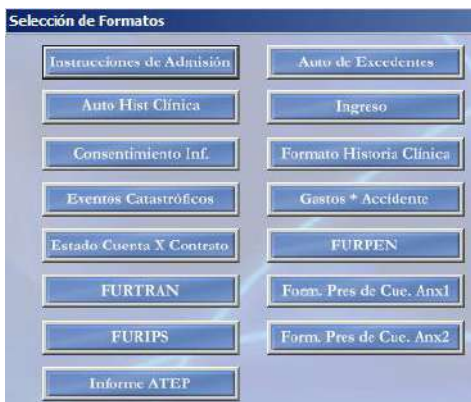 Selección de Formatos
Instrucciones de Admisión
Auto de Excedentes
Auto Hist Clínica
Ingreso
Consentimiento Inf.
Formato Historia Clínica
Eventos Catastróficos
Gastos * Accidente
Estado Cuenta X Contrato
FURPEN
FURTRAN
Form. Pres de Cue. Anx1
FURIPS
Form. Pres de Cue. Anx2
Informe ATEP